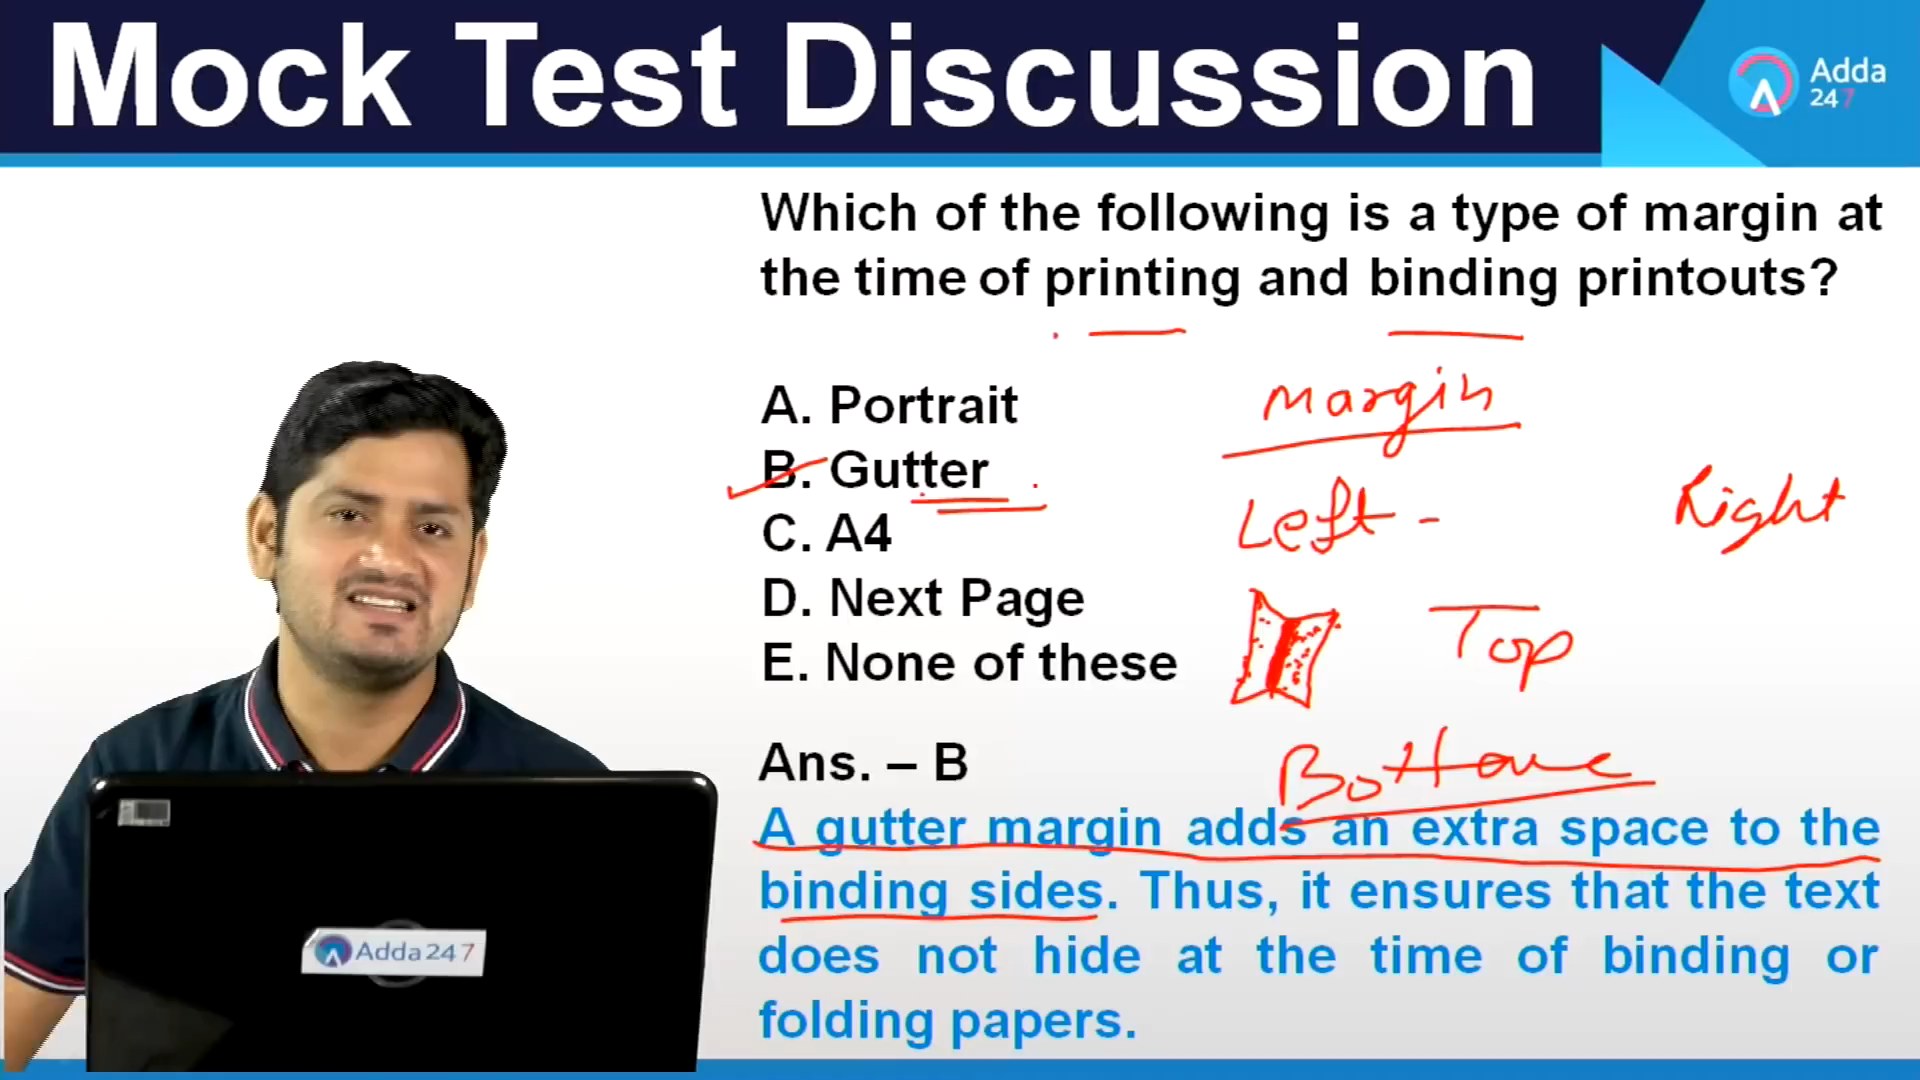 Mock Test Discussion
Adda
247
Which of the following is a type of margin at
the time of printing and binding printouts?
A. Portrait
B. Gutter
C. A4
D. Next Page
E. None of these
Margin
Left -
Right
Top
Ans. – B
A gutter margin adds an extra space to the
binding sides. Thus, it ensures that the text
does not hide at the time of binding or
folding papers.
Adda247